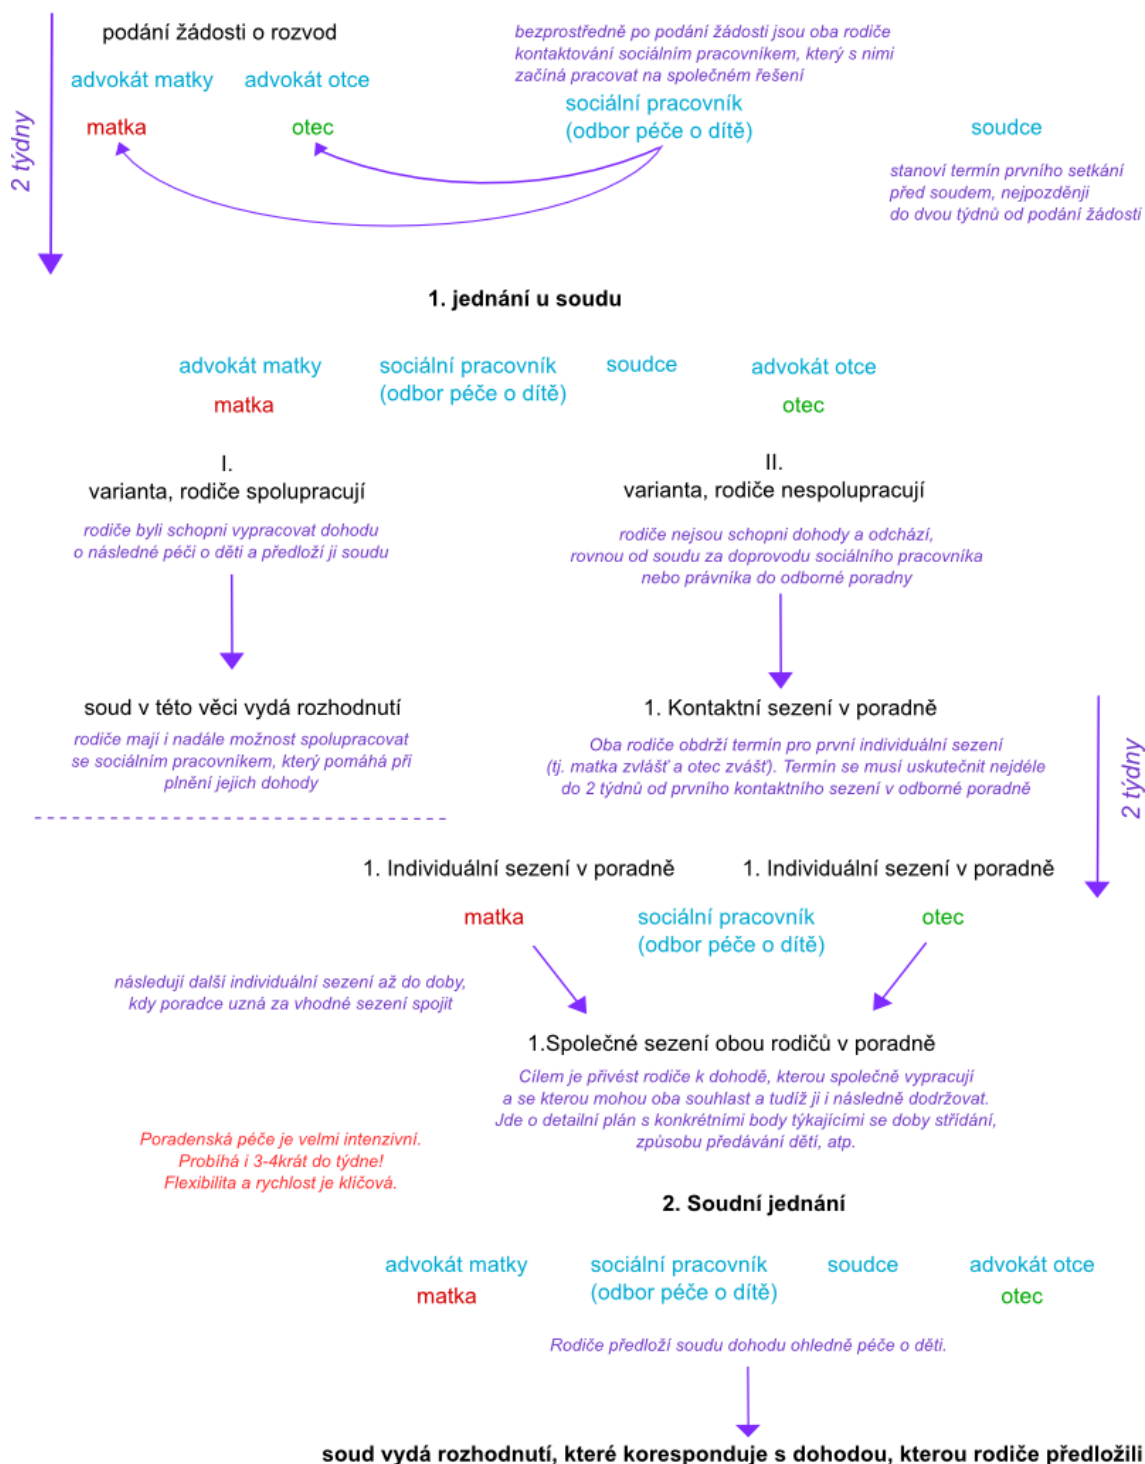 podání žádosti o rozvod
bezprostředně po podání žádosti jsou oba rodiče
kontaktování sociálním pracovníkem, který s nimi
začíná pracovat na společném řešení
advokát matky
advokát otce
matka
otec
sociální pracovník
(odbor péče o dítě)
soudce
stanoví termín prvního setkání
před soudem, nejpozděnji
do dvou týdnů od podání žádosti
2 týdny
1. jednání u soudu
advokát matky
matka
sociální pracovník
(odbor péče o dítě)
soudce
advokát otce
otec
I.
varianta, rodiče spolupracují
rodiče byli schopni vypracovat dohodu
o následné péči o děti a předloží ji soudu
II.
varianta, rodiče nespolupracují
rodiče nejsou schopni dohody a odchází,
rovnou od soudu za doprovodu sociálního pracovníka
nebo právníka do odborné poradny
soud v této věci vydá rozhodnutí
rodiče mají i nadále možnost spolupracovat
se sociálním pracovníkem, který pomáhá při
plnění jejich dohody
1. Kontaktní sezení v poradně
Oba rodiče obdrží termín pro první individuální sezení
(tj. matka zvlášť a otec zvášť). Termín se musí uskutečnit nejdéle
do 2 týdnů od prvního kontaktního sezení v odborné poradně
2 týdny
1. Individuální sezení v poradně
1. Individuální sezení v poradně
matka
sociální pracovník
(odbor péče o dítě)
otec
následují další individuální sezení až do doby,
kdy poradce uzná za vhodné sezení spojit
1.Společné sezení obou rodičů v poradně
Cílem je přivést rodiče k dohodě, kterou společně vypracují
a se kterou mohou oba souhlast a tudíž ji i následně dodržovat.
Jde o detailní plán s konkrétními body týkajícími se doby střídání,
způsobu předávání dětí, atp.
Poradenská péče je velmi intenzivní.
Probíhá i 3-4krát do týdne!
Flexibilita a rychlost je klíčová.
2. Soudní jednání
advokát matky
matka
sociální pracovník
(odbor péče o dítě)
soudce
advokát otce
otec
Rodiče předloží soudu dohodu ohledně péče o děti.
soud vydá rozhodnutí, které koresponduje s dohodou, kterou rodiče předložili